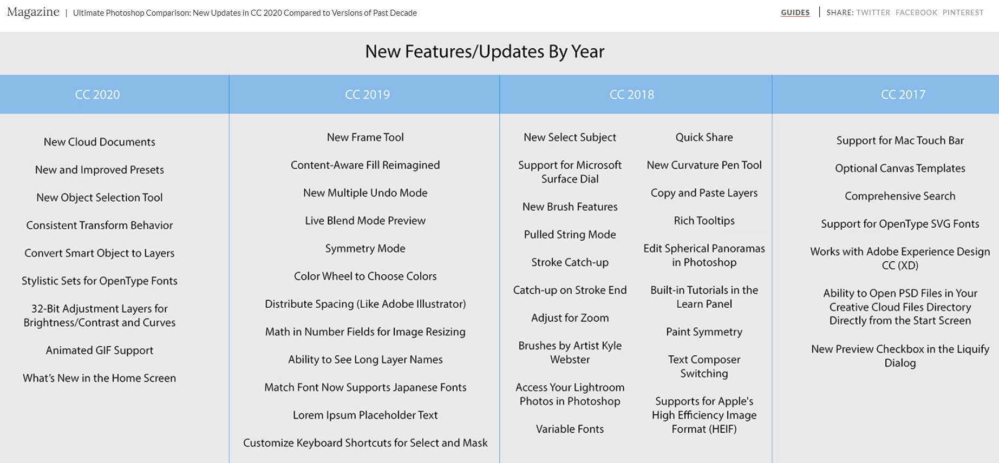 Magazine | Ultimate Photoshop Comparison: New Updates in CC 2020 Compared to Versions of Past Decade
GUIDES | SHARE: TWITTER FACEBOOK PINTEREST
New Features/Updates By Year
CC 2020
New Cloud Documents
New and Improved Presets
New Object Selection Tool
Consistent Transform Behavior
Convert Smart Object to Layers
Stylistic Sets for OpenType Fonts
32-Bit Adjustment Layers for
Brightness/Contrast and Curves
Animated GIF Support
What's New in the Home Screen
CC 2019
New Frame Tool
Content-Aware Fill Reimagined
New Multiple Undo Mode
Live Blend Mode Preview
Symmetry Mode
Color Wheel to Choose Colors
Distribute Spacing (Like Adobe Illustrator)
Math in Number Fields for Image Resizing
Ability to See Long Layer Names
Match Font Now Supports Japanese Fonts
Lorem Ipsum Placeholder Text
Customize Keyboard Shortcuts for Select and Mask
CC 2018
New Select Subject
Support for Microsoft
Surface Dial
New Brush Features
Pulled String Mode
Stroke Catch-up
Catch-up on Stroke End
Adjust for Zoom
Brushes by Artist Kyle
Webster
Access Your Lightroom
Photos in Photoshop
Variable Fonts
Quick Share
New Curvature Pen Tool
Copy and Paste Layers
Rich Tooltips
Edit Spherical Panoramas
in Photoshop
Built-in Tutorials in the
Learn Panel
Paint Symmetry
Text Composer
Switching
Supports for Apple's
High Efficiency Image
Format (HEIF)
CC 2017
Support for Mac Touch Bar
Optional Canvas Templates
Comprehensive Search
Support for OpenType SVG Fonts
Works with Adobe Experience Design
CC (XD)
Ability to Open PSD Files in Your
Creative Cloud Files Directory
Directly from the Start Screen
New Preview Checkbox in the Liquify
Dialog